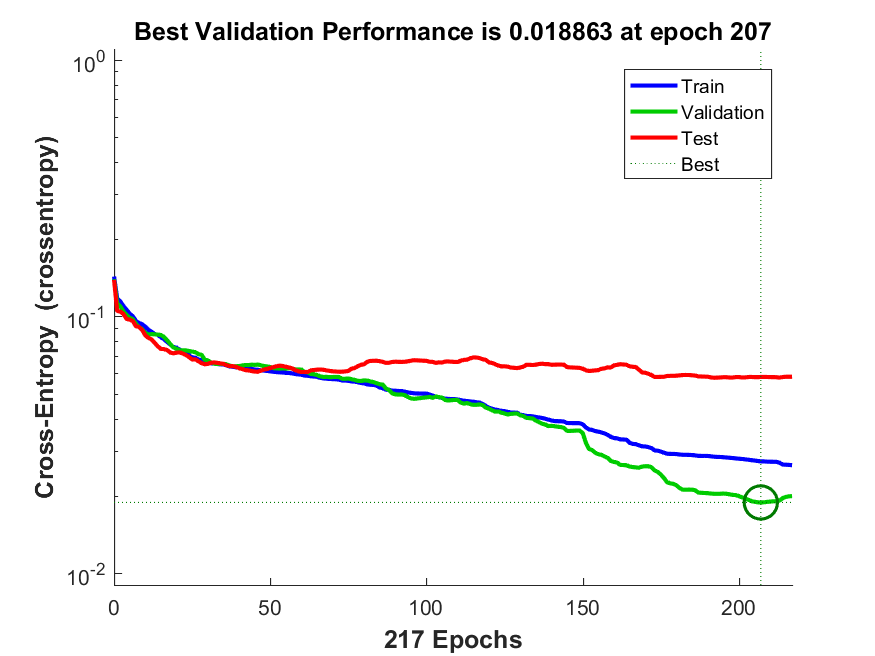 Best Validation Performance is 0.018863 at epoch 207
Cross-Entropy (crossentropy)
10^0
10^-1
10^-2
Train
Validation
Test
Best
0 50 100 150 200
217 Epochs